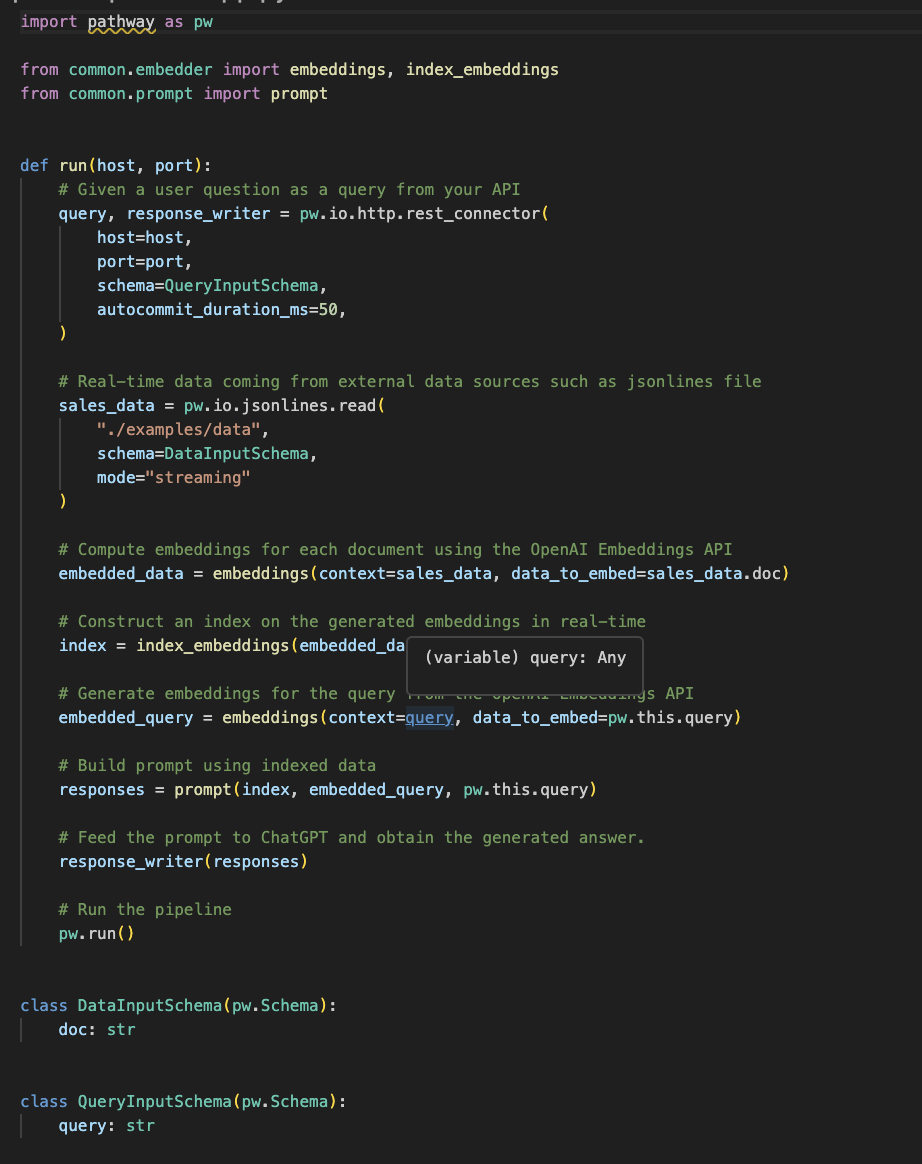 import pathway as pw
from common.embedder import embeddings, index_embeddings
from common.prompt import prompt
def run(host, port):
    # Given a user question as a query from your API
    query, response_writer = pw.io.http.rest_connector(
        host=host,
        port=port,
        schema=QueryInputSchema,
        autocommit_duration_ms=50,
    )
    # Real-time data coming from external data sources such as jsonlines file
    sales_data = pw.io.jsonlines.read(
        "./examples/data",
        schema=DataInputSchema,
        mode="streaming"
    )
    # Compute embeddings for each document using the OpenAI Embeddings API
    embedded_data = embeddings(context=sales_data, data_to_embed=sales_data.doc)
    # Construct an index on the generated embeddings in real-time
    index = index_embeddings(embedded_da
(variable) query: Any
    # Generate embeddings for the query from the OpenAI Embeddings API
    embedded_query = embeddings(context=query, data_to_embed=pw.this.query)
    # Build prompt using indexed data
    responses = prompt(index, embedded_query, pw.this.query)
    # Feed the prompt to ChatGPT and obtain the generated answer.
    response_writer(responses)
    # Run the pipeline
    pw.run()
class DataInputSchema(pw.Schema):
    doc: str
class QueryInputSchema(pw.Schema):
    query: str